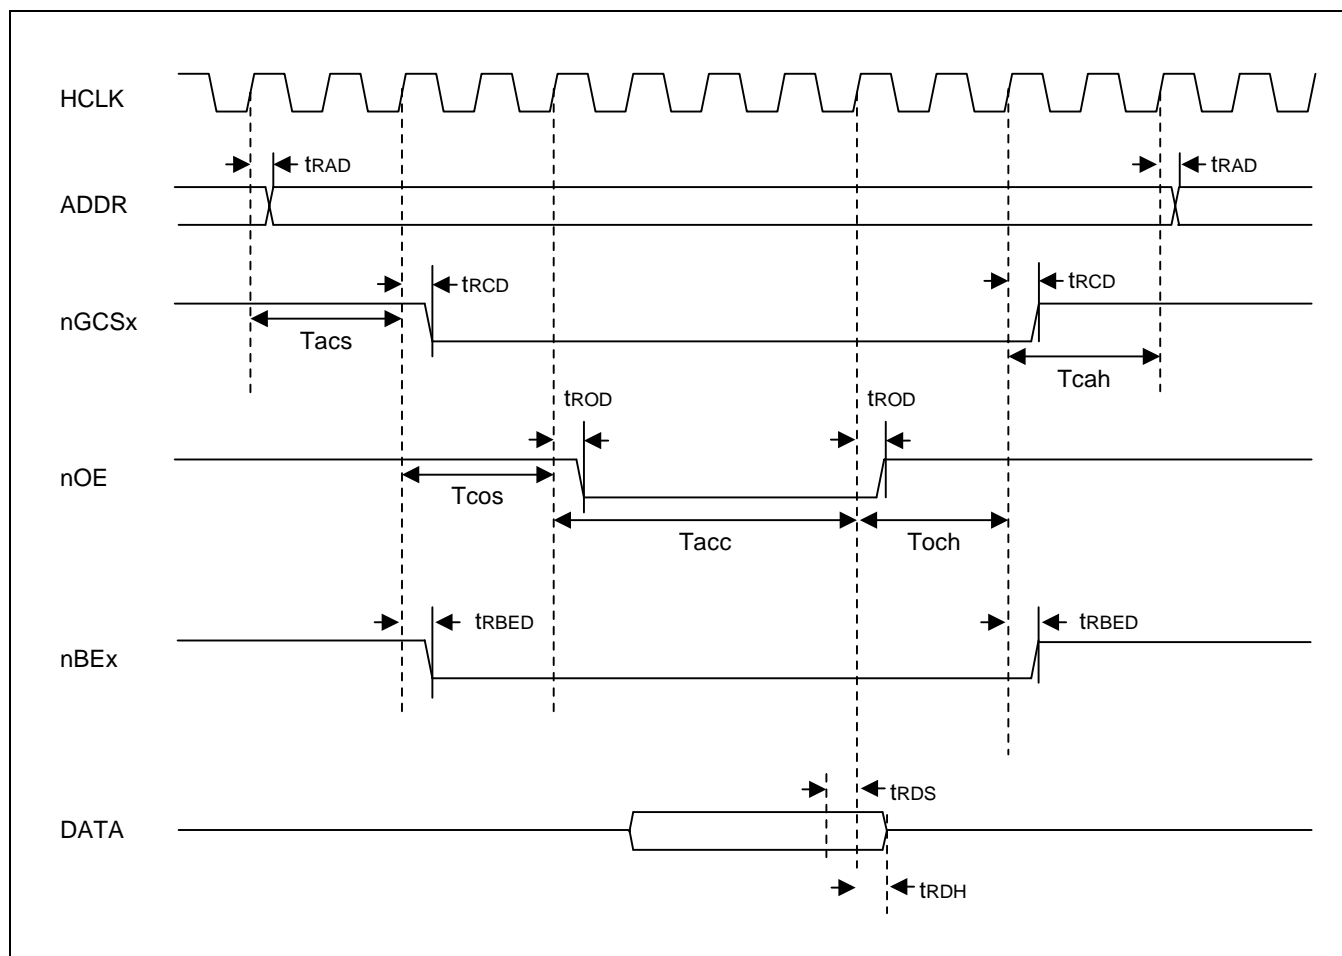 HCLK
tRAD
tRAD
ADDR
tRCD
tRCD
nGCSx
Tacs
Tcah
tROD
tROD
nOE
Tcos
Tacc
Toch
tRBED
tRBED
nBEx
tRDS
DATA
tRDH